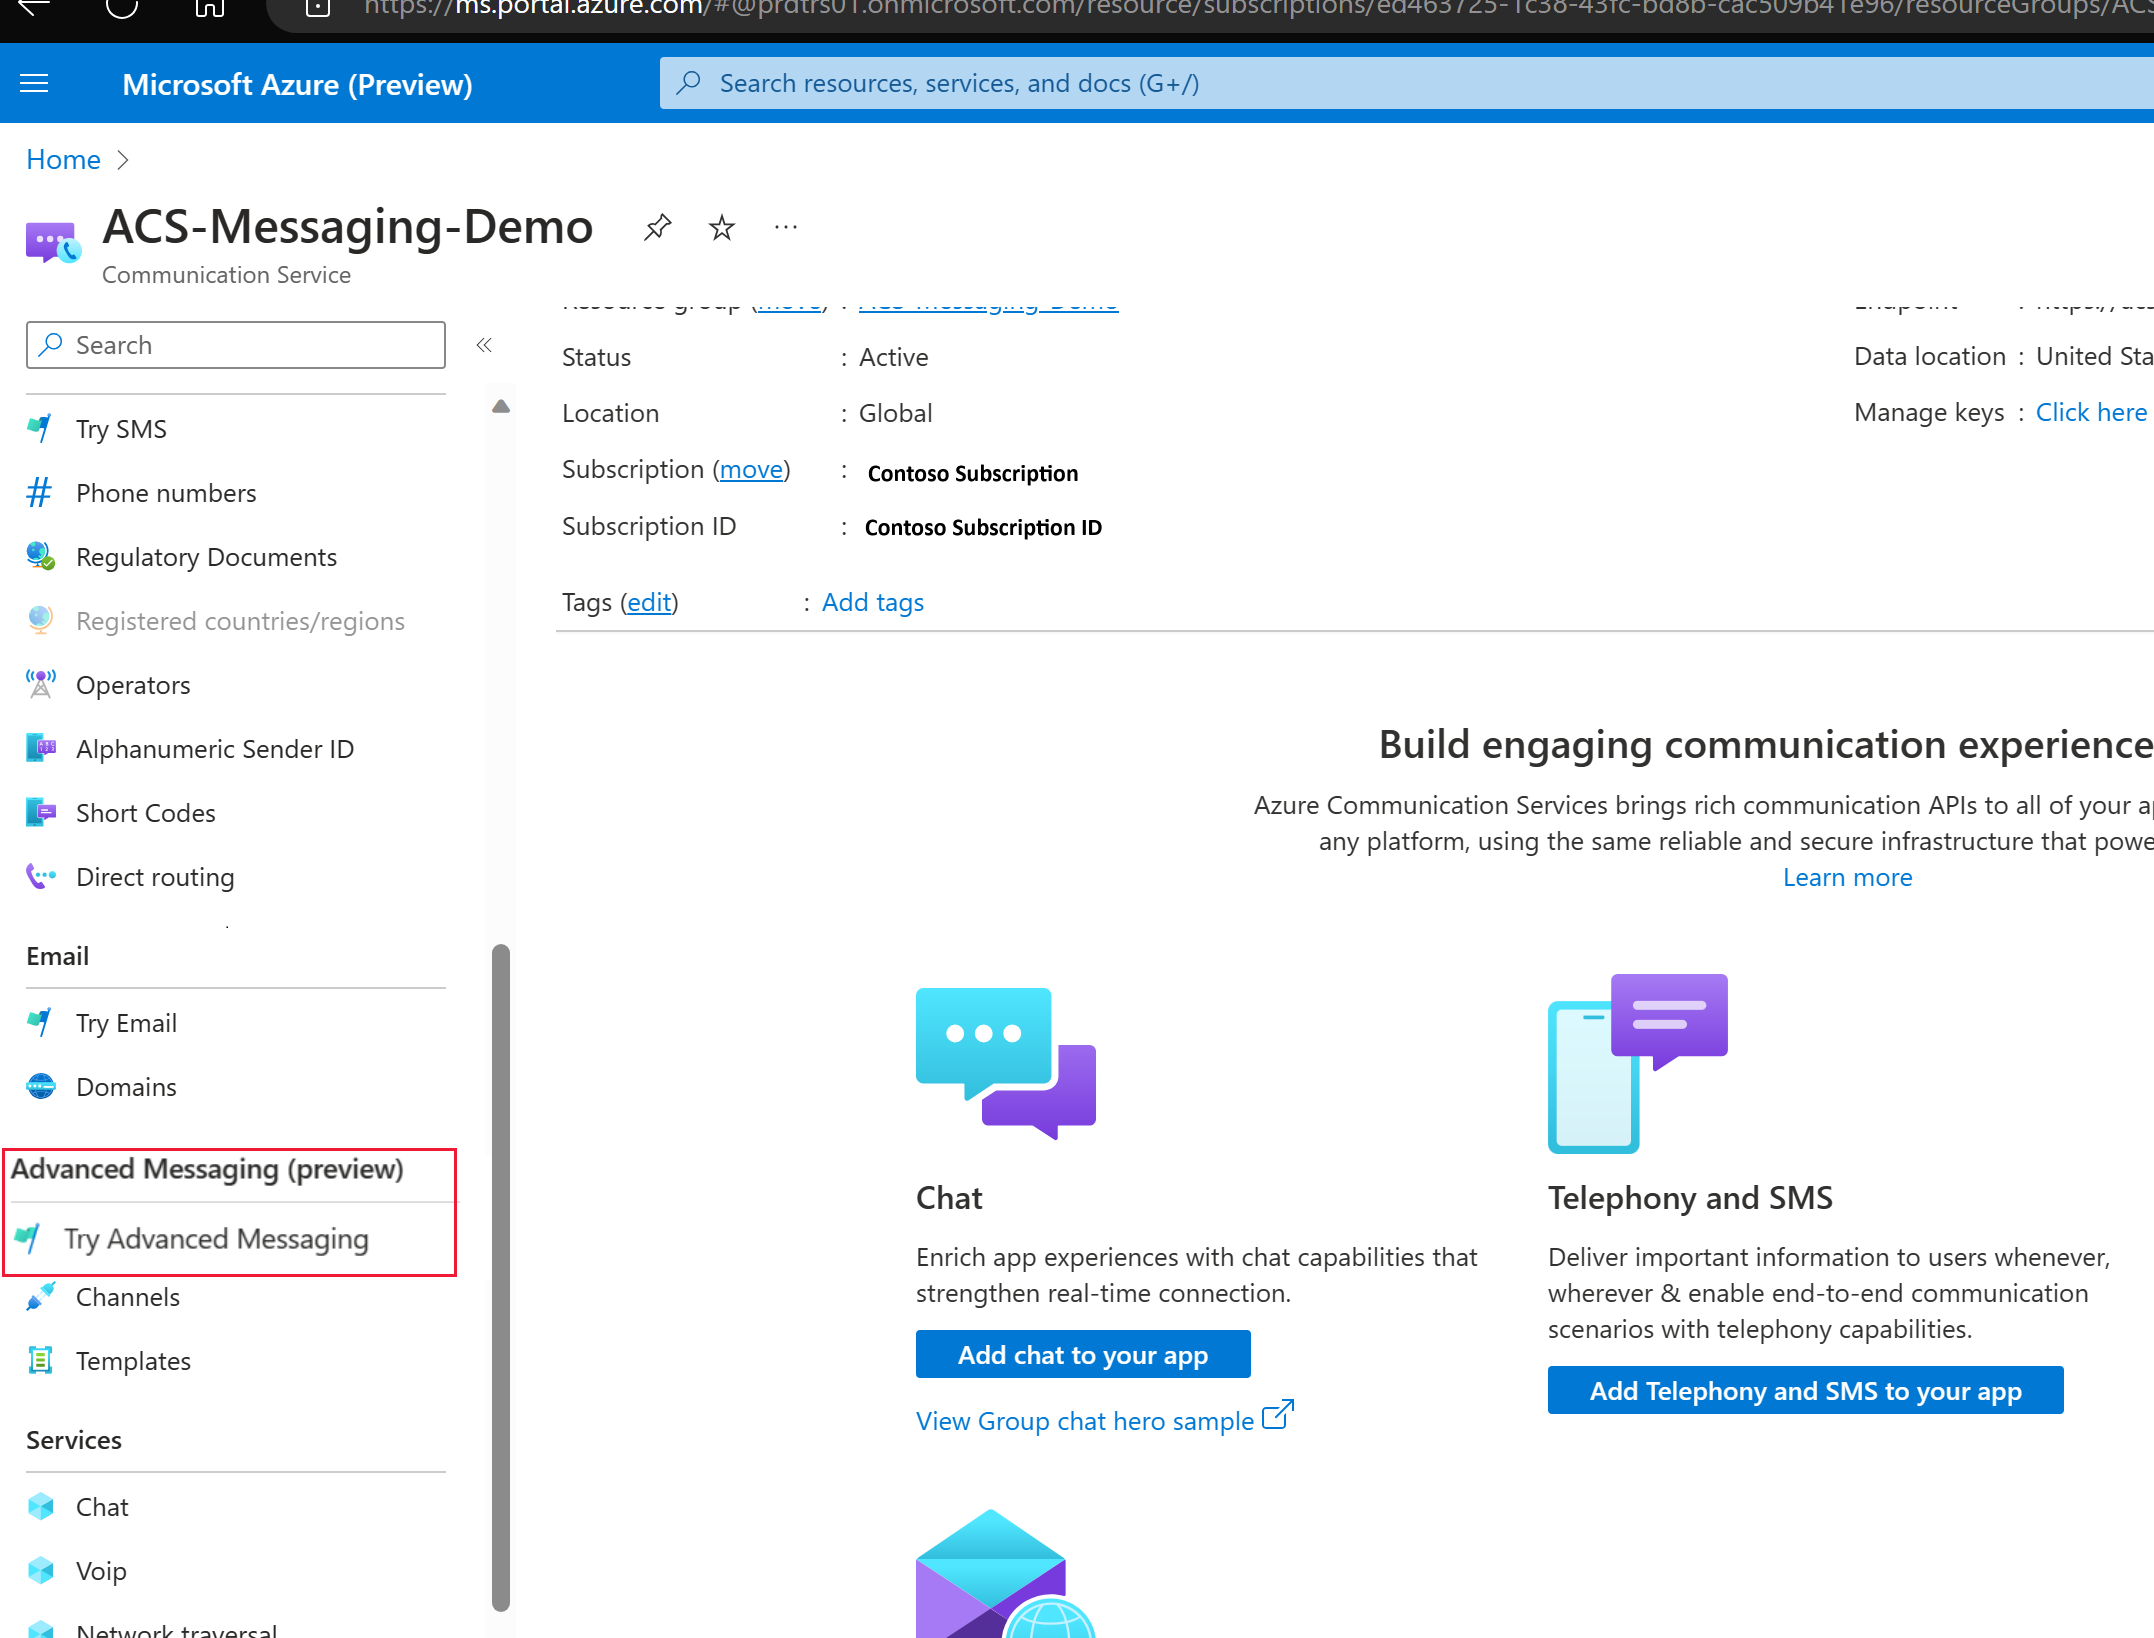 https://ms.portal.azure.com/#@prdtrs01.onmicrosoft.com/resource/subscriptions/ed463725-1c38-43fc-bd8b-cac509b41e96/resourceGroups/ACS
Microsoft Azure (Preview)
Search resources, services, and docs (G+/)
Home
ACS-Messaging-Demo
Communication Service
Search
Try SMS
Phone numbers
Regulatory Documents
Registered countries/regions
Operators
Alphanumeric Sender ID
Short Codes
Direct routing
Email
Try Email
Domains
Advanced Messaging (preview)
Try Advanced Messaging
Channels
Templates
Services
Chat
Voip
Network traversal
Resource group (move) : ACS-Messaging-Demo
Status : Active
Location : Global
Subscription (move) : Contoso Subscription
Subscription ID : Contoso Subscription ID
Tags (edit) : Add tags
Endpoint : https://acs
Data location : United Sta
Manage keys : Click here
Build engaging communication experience
Azure Communication Services brings rich communication APIs to all of your ap
any platform, using the same reliable and secure infrastructure that powe
Learn more
Chat
Enrich app experiences with chat capabilities that
strengthen real-time connection.
Add chat to your app
View Group chat hero sample
Telephony and SMS
Deliver important information to users whenever,
wherever & enable end-to-end communication
scenarios with telephony capabilities.
Add Telephony and SMS to your app